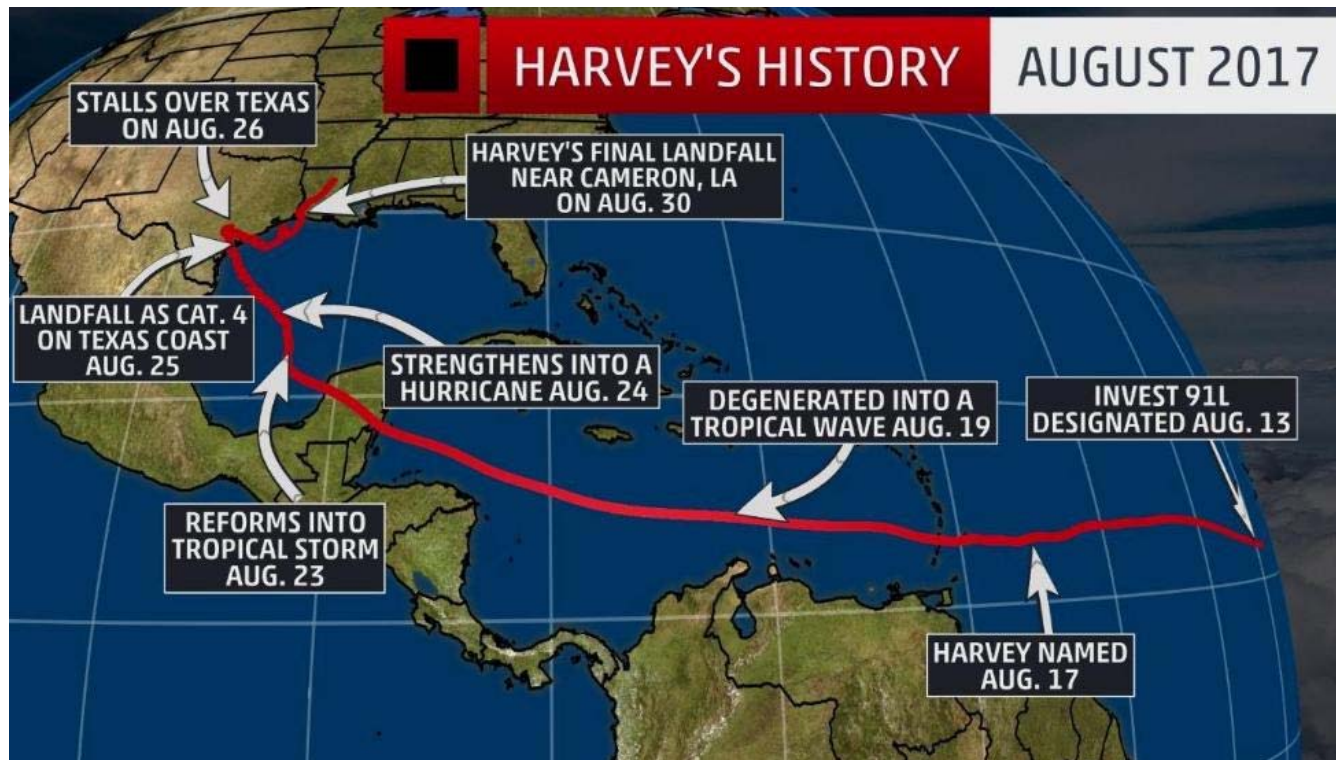 HARVEY'S HISTORY
AUGUST 2017
STALLS OVER TEXAS
ON AUG. 26
HARVEY'S FINAL LANDFALL
NEAR CAMERON, LA
ON AUG. 30
LANDFALL AS CAT. 4
ON TEXAS COAST
AUG. 25
STRENGTHENS INTO A
HURRICANE AUG. 24
DEGENERATED INTO A
TROPICAL WAVE AUG. 19
INVEST 91L
DESIGNATED AUG. 13
REFORMS INTO
TROPICAL STORM
AUG. 23
HARVEY NAMED
AUG. 17